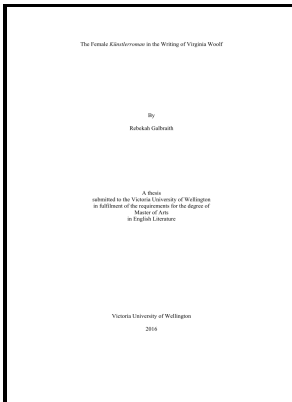 The Female Künstlerroman in the Writing of Virginia Woolf
By
Rebekah Galbraith
A thesis
submitted to the Victoria University of Wellington
in fulfilment of the requirements for the degree of
Master of Arts
in English Literature
Victoria University of Wellington
2016